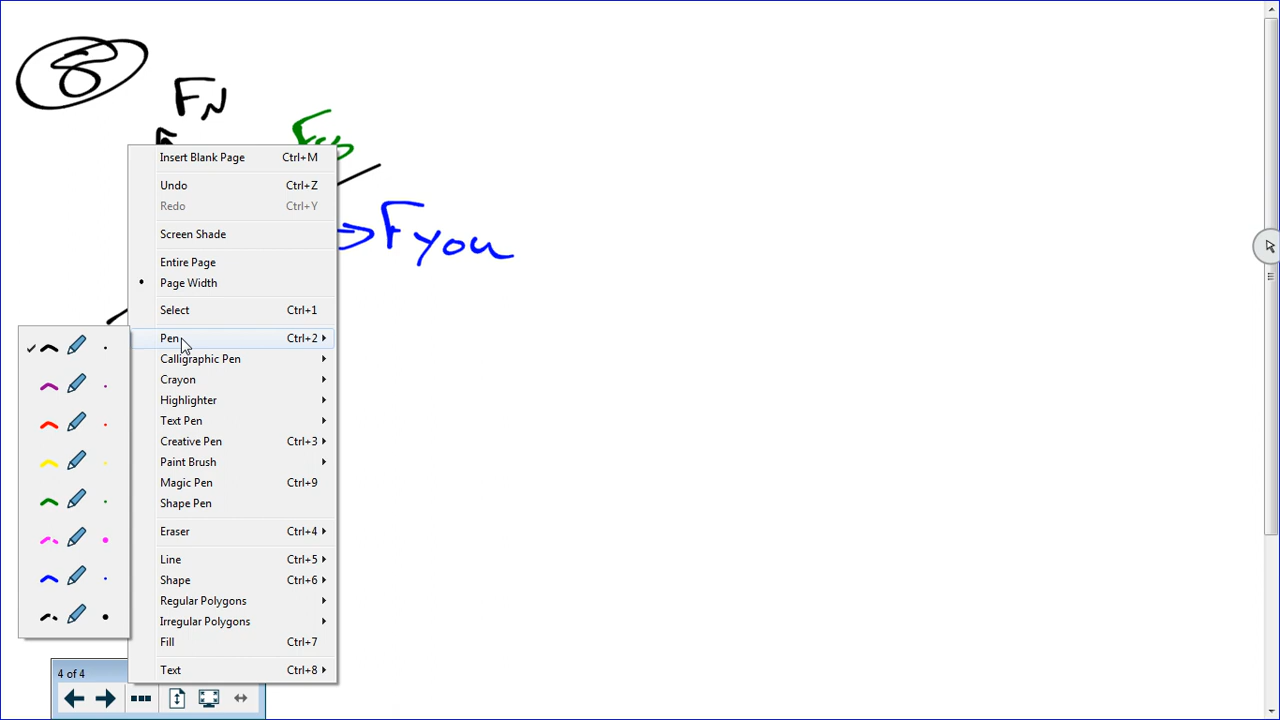 8
FN
Fyou
Insert Blank Page Ctrl+M
Undo Ctrl+Z
Redo Ctrl+Y
Screen Shade
Entire Page
• Page Width
Select Ctrl+1
Pen Ctrl+2
Calligraphic Pen
Crayon
Highlighter
Text Pen
Creative Pen Ctrl+3
Paint Brush
Magic Pen Ctrl+9
Shape Pen
Eraser Ctrl+4
Line Ctrl+5
Shape Ctrl+6
Regular Polygons
Irregular Polygons
Fill Ctrl+7
Text Ctrl+8
4 of 4